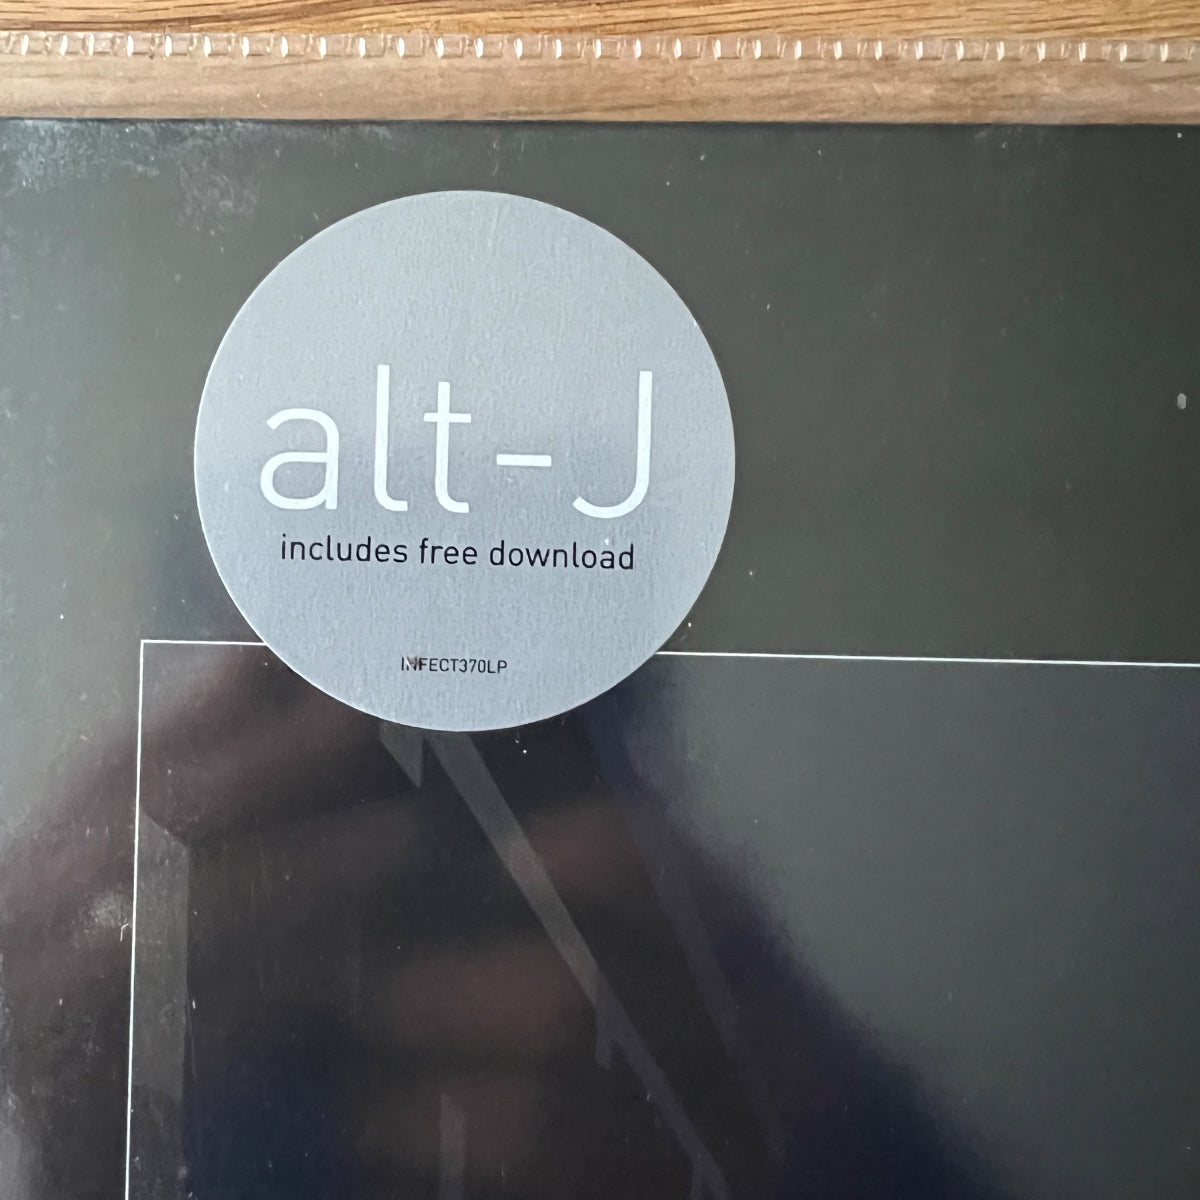 alt-J
includes free download
INFECT370LP